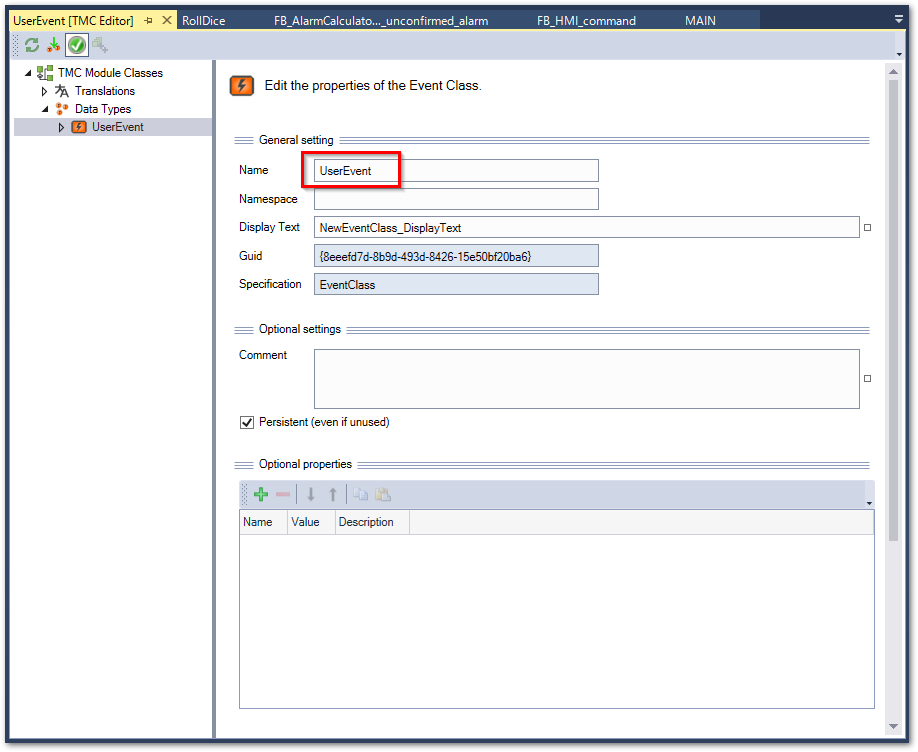 UserEvent [TMC Editor] RollDice FB_AlarmCalculato..._unconfirmed_alarm FB_HMI_command MAIN
TMC Module Classes
Translations
Data Types
UserEvent
Edit the properties of the Event Class.
General setting
Name UserEvent
Namespace
Display Text NewEventClass_DisplayText
Guid {8eeefd7d-8b9d-493d-8426-15e50bf20ba6}
Specification EventClass
Optional settings
Comment
Persistent (even if unused)
Optional properties
Name Value Description